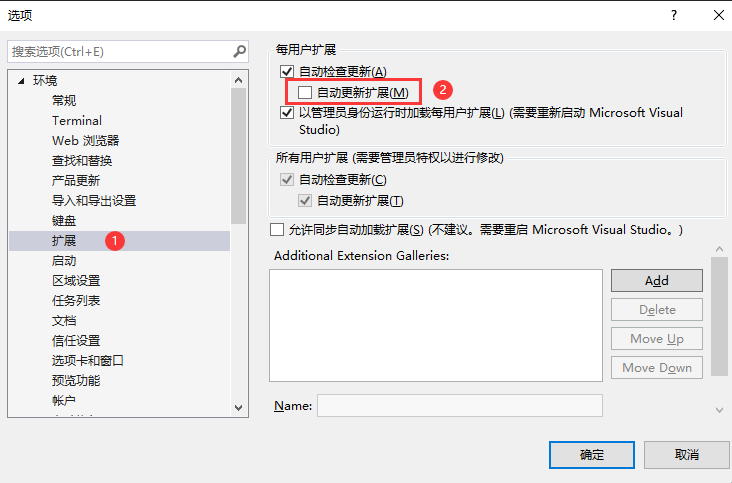 选项
?
搜索选项(Ctrl+E)
环境
常规
Terminal
Web 浏览器
查找和替换
产品更新
导入和导出设置
键盘
扩展 1
启动
区域设置
任务列表
文档
信任设置
选项卡和窗口
预览功能
帐户
每用户扩展
自动检查更新(A)
自动更新扩展(M) 2
以管理员身份运行时加载每用户扩展(L) (需要重新启动 Microsoft Visual
Studio)
所有用户扩展 (需要管理员特权以进行修改)
自动检查更新(C)
自动更新扩展(T)
允许同步自动加载扩展(S) (不建议。需要重启 Microsoft Visual Studio。)
Additional Extension Galleries:
Add
Delete
Move Up
Move Down
Name:
确定
取消